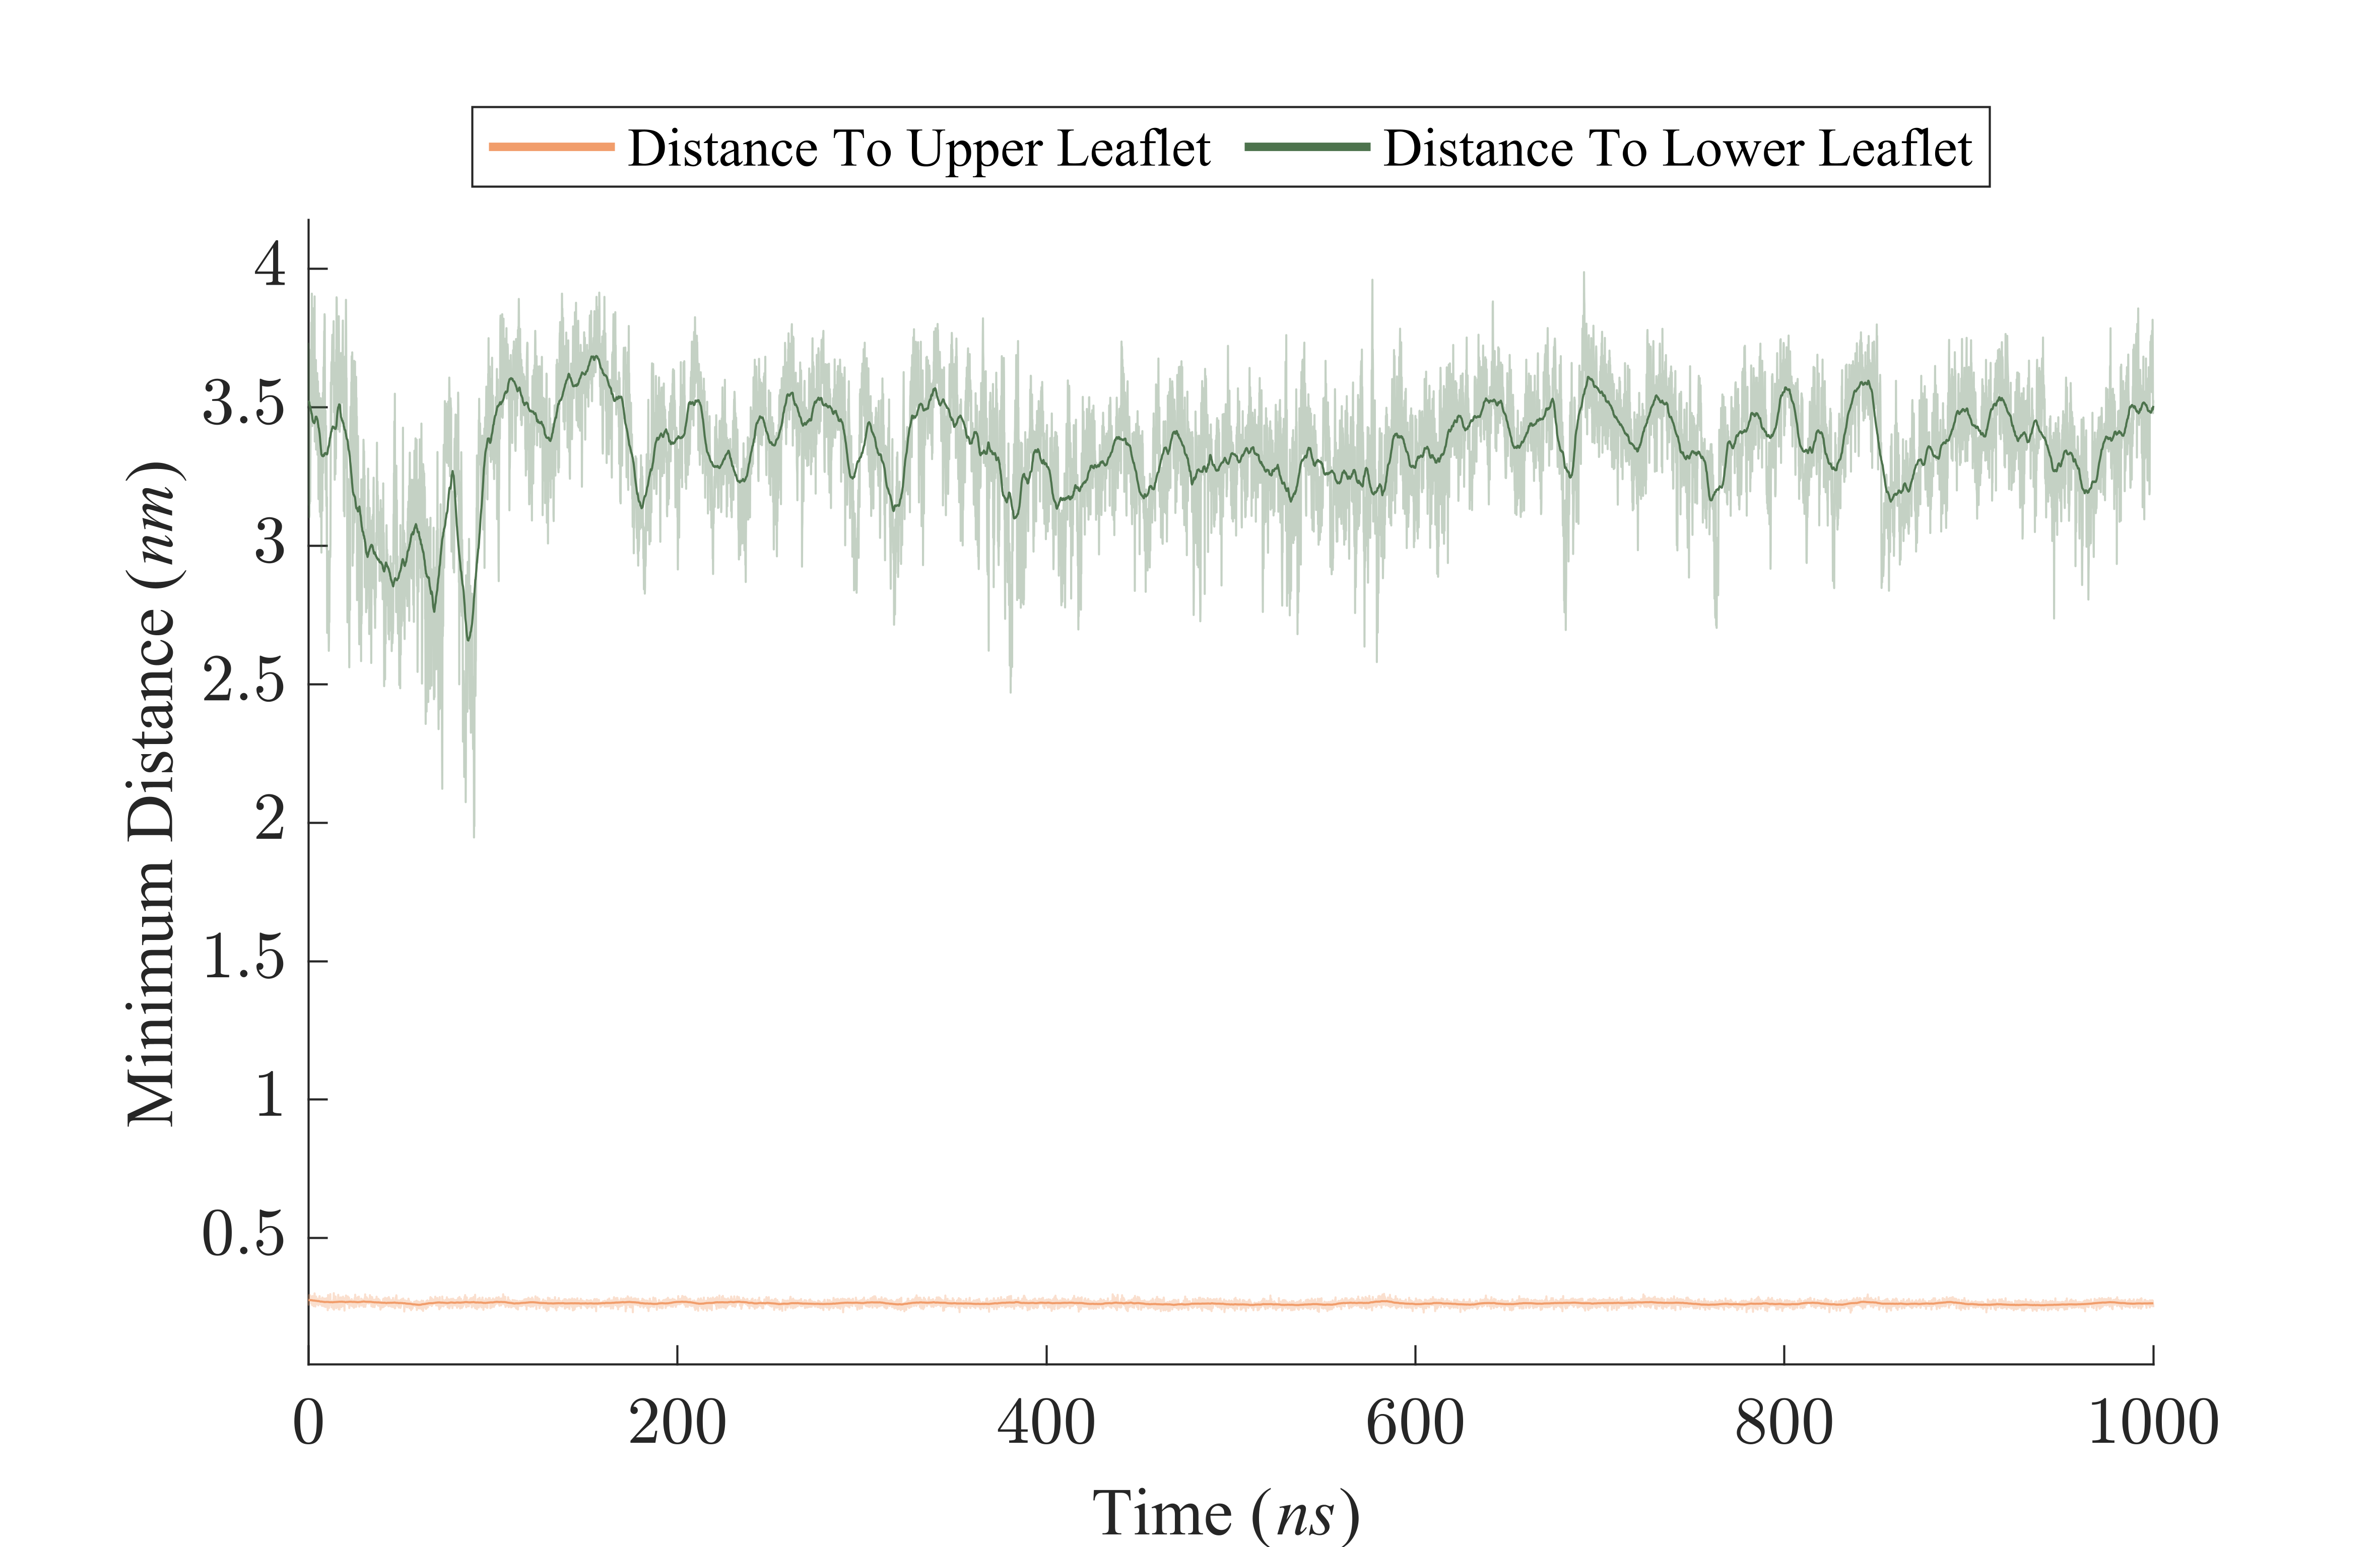 Distance To Upper Leaflet Distance To Lower Leaflet
Minimum Distance (nm)
4
3.5
3
2.5
2
1.5
1
0.5
0 200 400 600 800 1000
Time (ns)